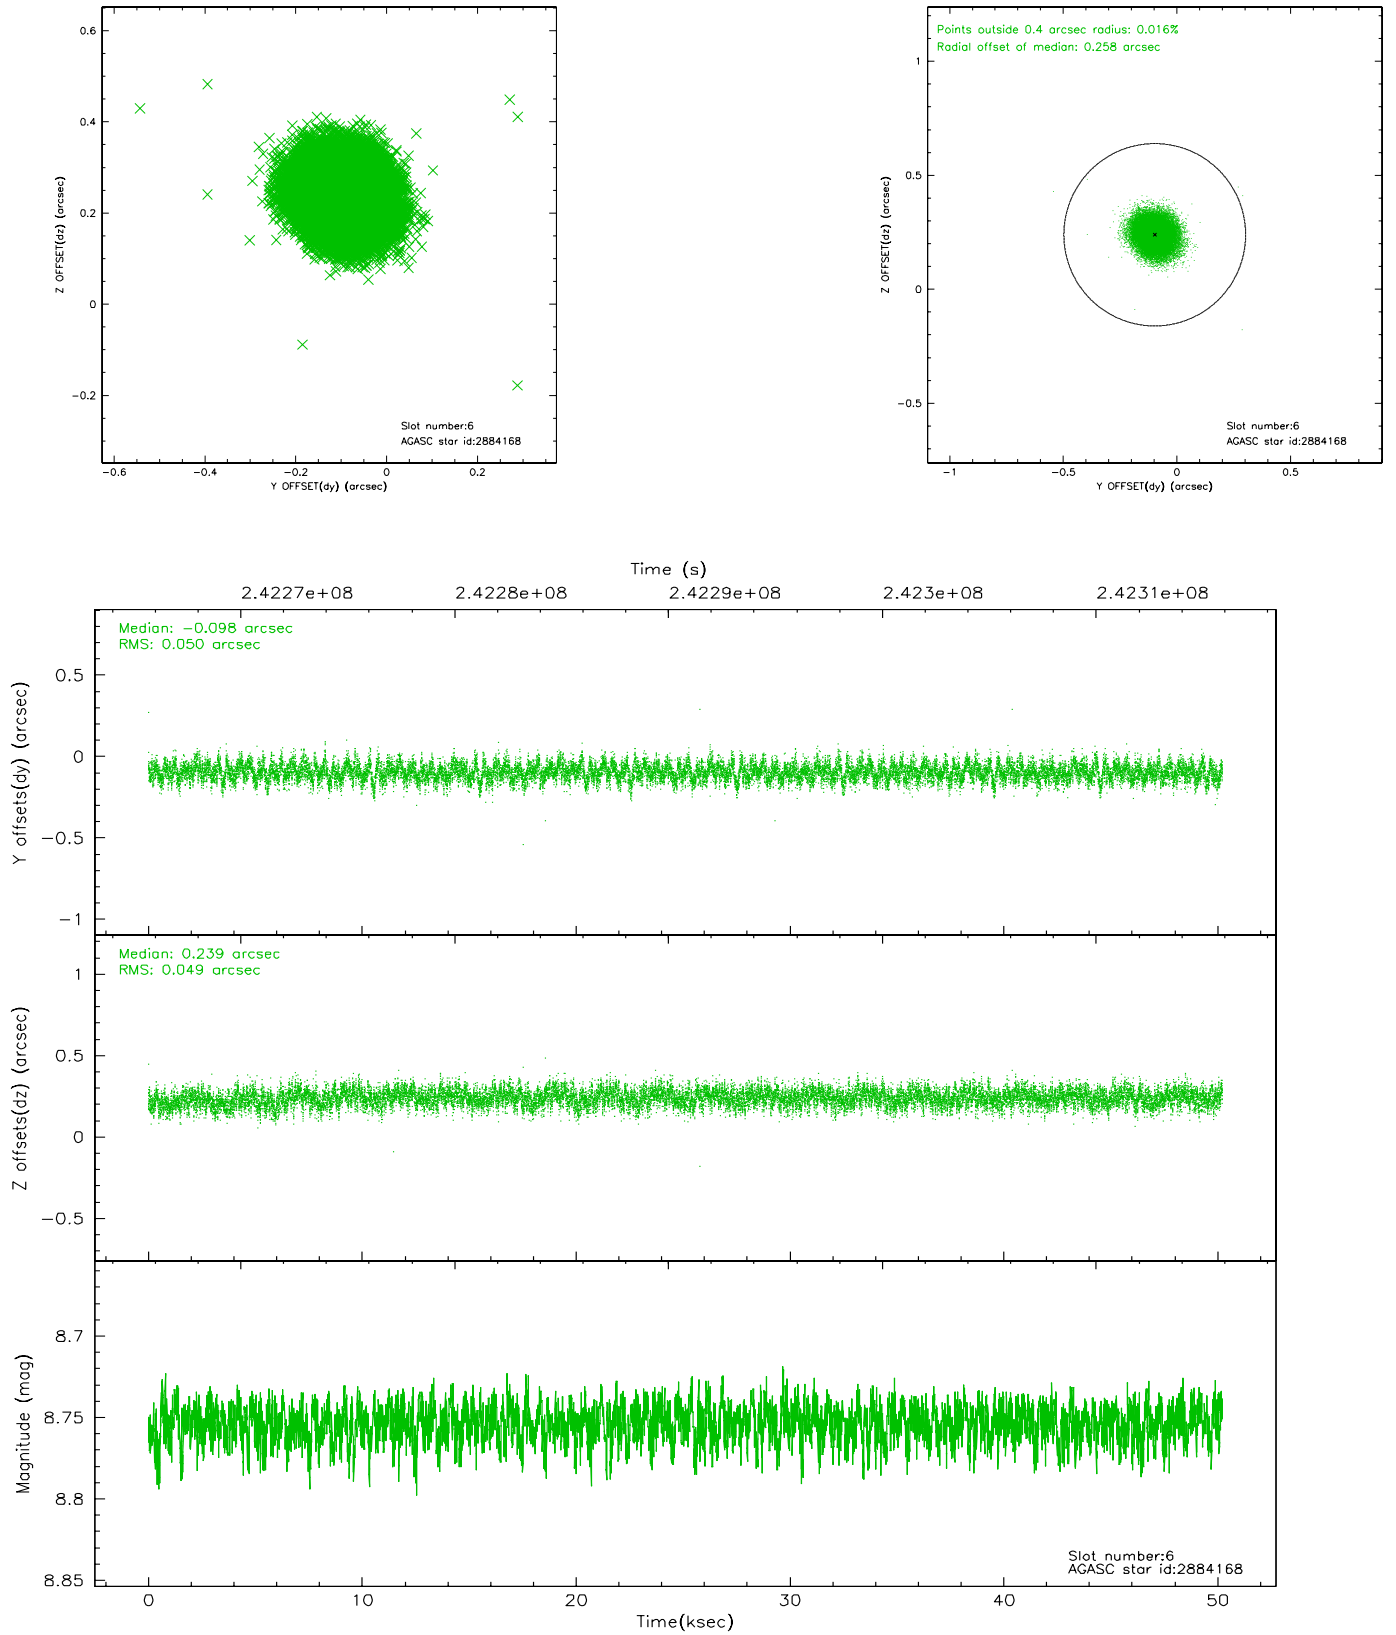 0.6
0.4
0.2
0
−0.2
Z OFFSET(dz) (arcsec)
Slot number:6
AGASC star id:2884168
−0.6 −0.4 −0.2 0 0.2
Y OFFSET(dy) (arcsec)
Points outside 0.4 arcsec radius: 0.016%
Radial offset of median: 0.258 arcsec
1
0.5
0
−0.5
Z OFFSET(dz) (arcsec)
Slot number:6
AGASC star id:2884168
−1 −0.5 0 0.5
Y OFFSET(dy) (arcsec)
Time (s)
2.4227e+08 2.4228e+08 2.4229e+08 2.423e+08 2.4231e+08
Median: −0.098 arcsec
RMS: 0.050 arcsec
0.5
0
−0.5
−1
Y offsets(dy) (arcsec)
Median: 0.239 arcsec
RMS: 0.049 arcsec
1
0.5
0
−0.5
Z offsets(dz) (arcsec)
8.7
8.75
8.8
8.85
Magnitude (mag)
Slot number:6
AGASC star id:2884168
0 10 20 30 40 50
Time(ksec)